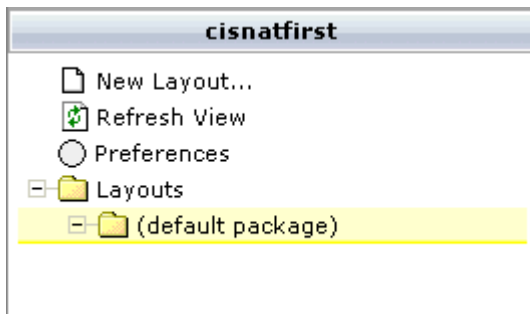 cisnatfirst
New Layout...
Refresh View
Preferences
Layouts
(default package)